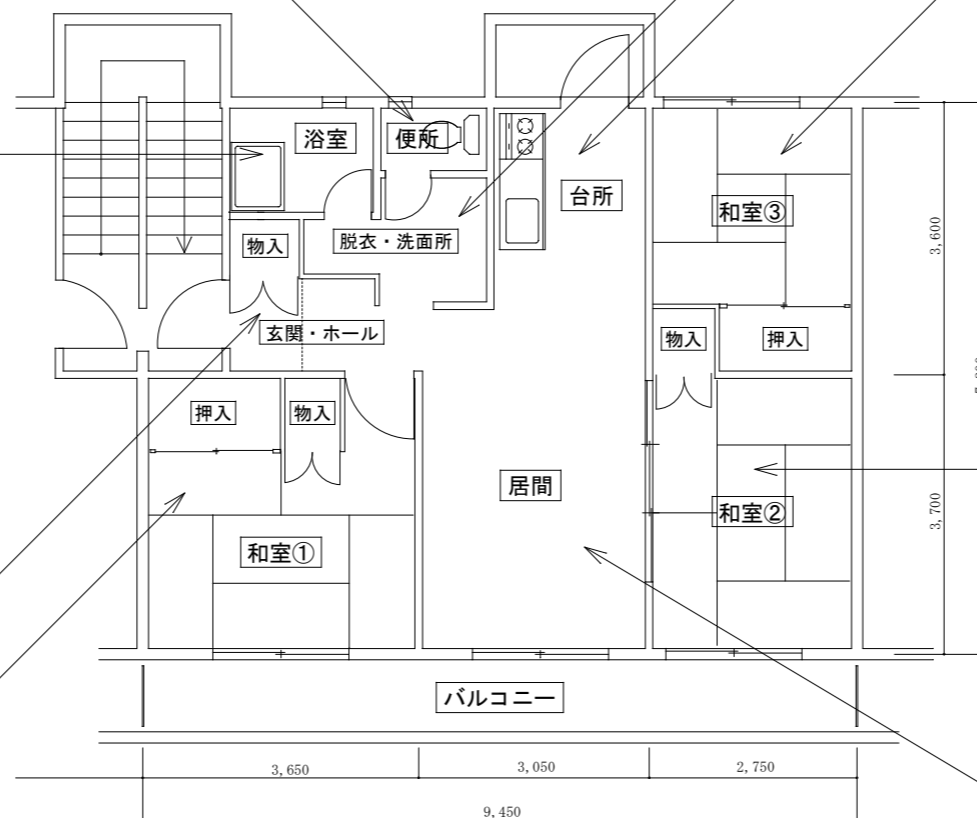 浴室
便所
台所
和室③
物入
脱衣・洗面所
3,600
玄関・ホール
物入
押入
押入
物入
居間
和室②
3,700
和室①
バルコニー
3,650
3,050
2,750
9,450